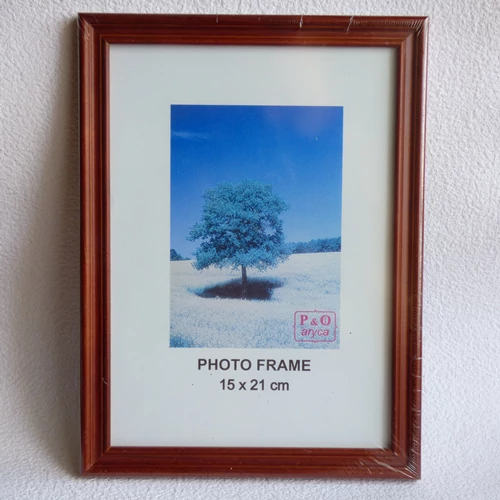 P & O
aryca
PHOTO FRAME
15 x 21 cm